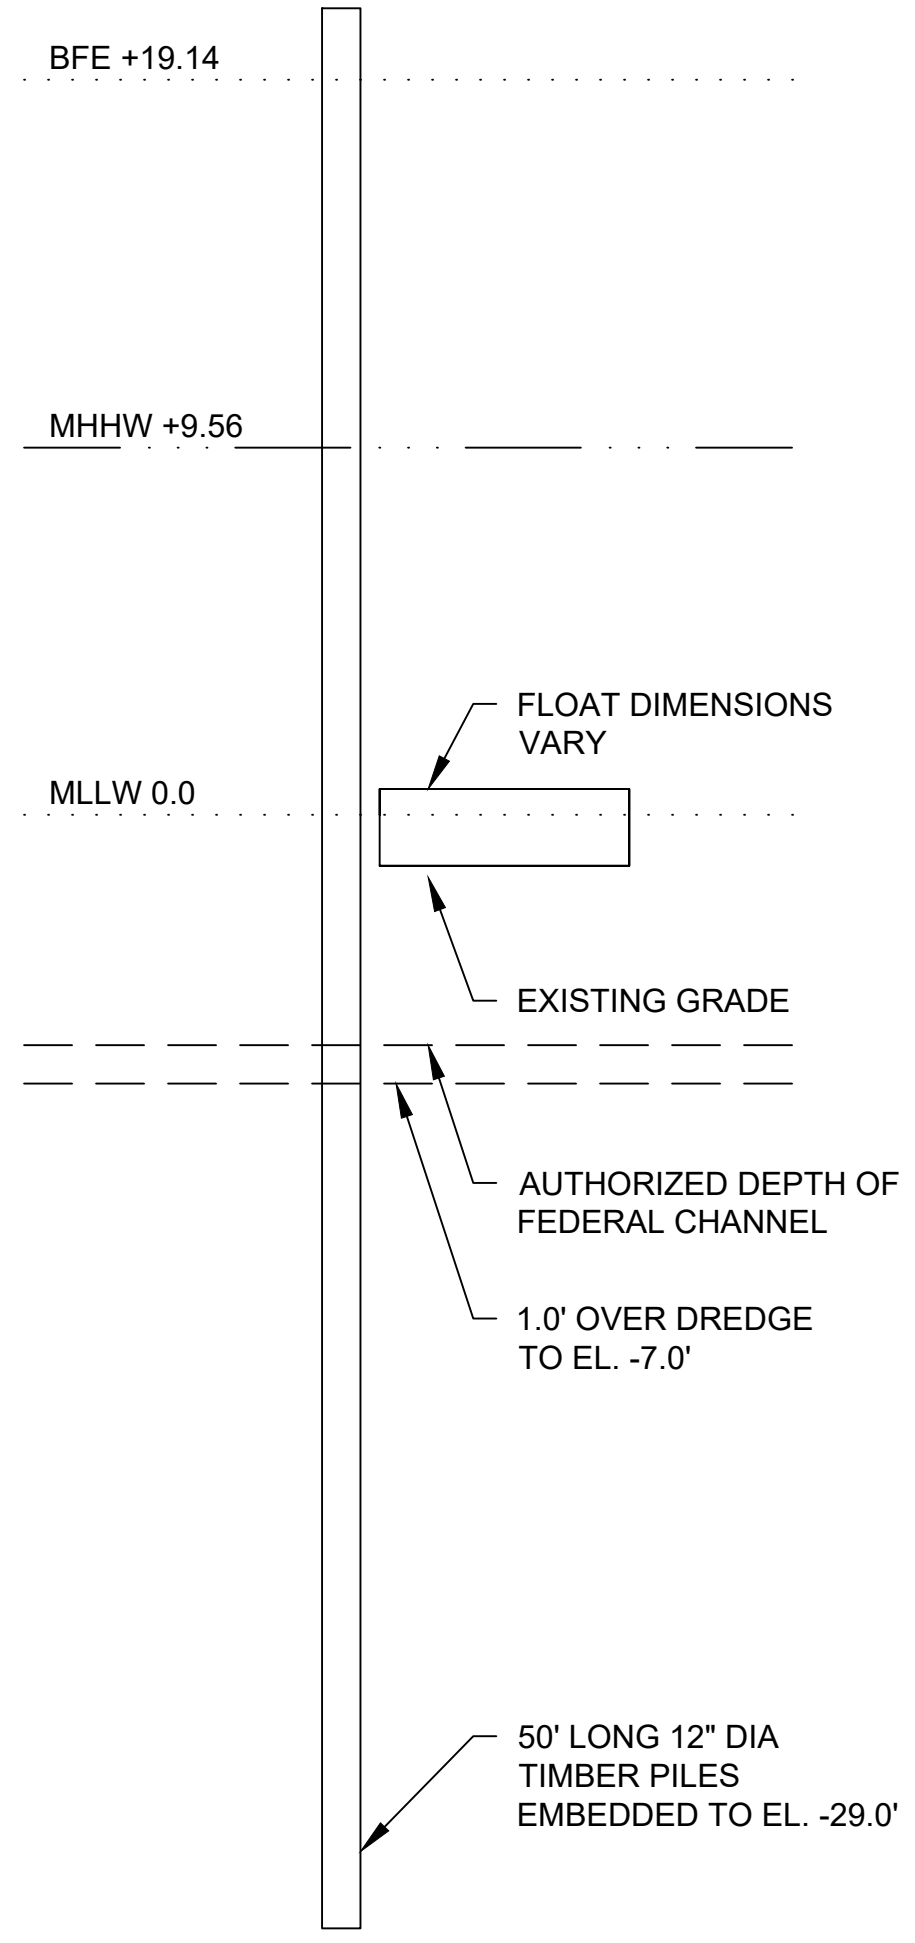 BFE +19.14
MHHW +9.56
FLOAT DIMENSIONS
VARY
MLLW 0.0
EXISTING GRADE
AUTHORIZED DEPTH OF
FEDERAL CHANNEL
1.0' OVER DREDGE
TO EL. -7.0'
50' LONG 12" DIA
TIMBER PILES
EMBEDDED TO EL. -29.0'